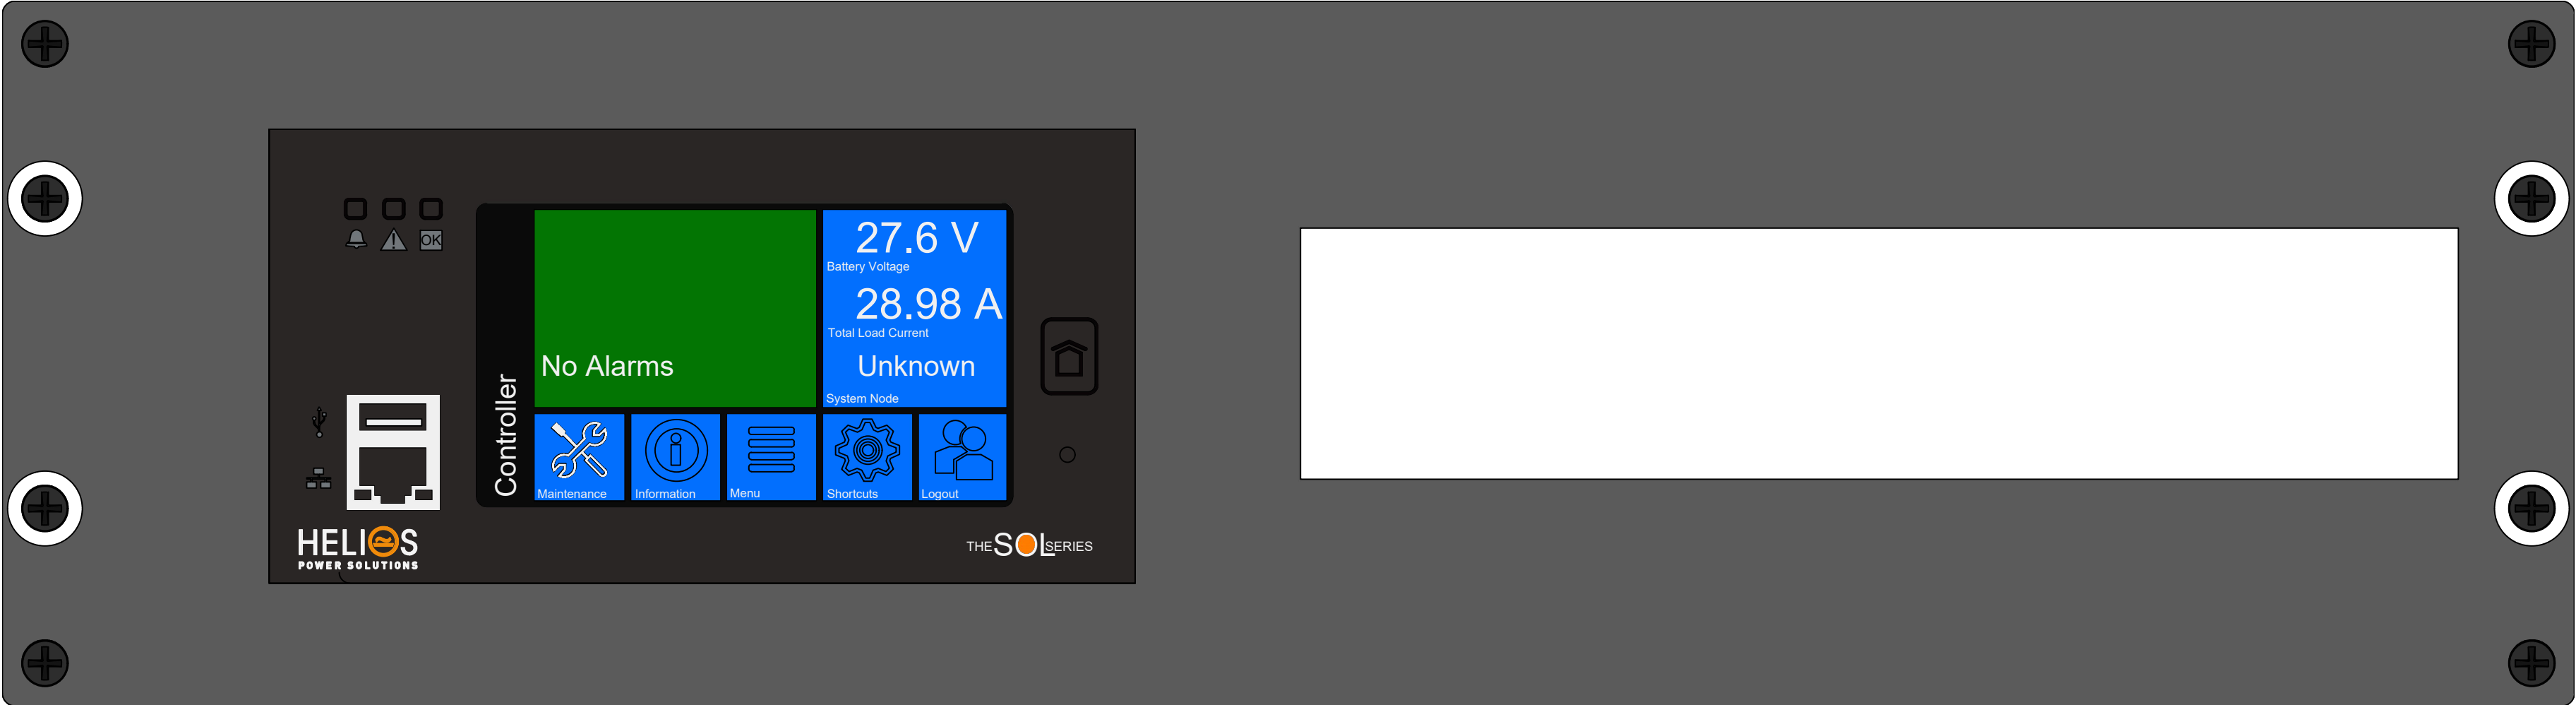 OK
Controller
No Alarms
27.6 V
Battery Voltage
28.98 A
Total Load Current
Unknown
System Node
Maintenance
Information
Menu
Shortcuts
Logout
HELIOS
POWER SOLUTIONS
THE SOL SERIES